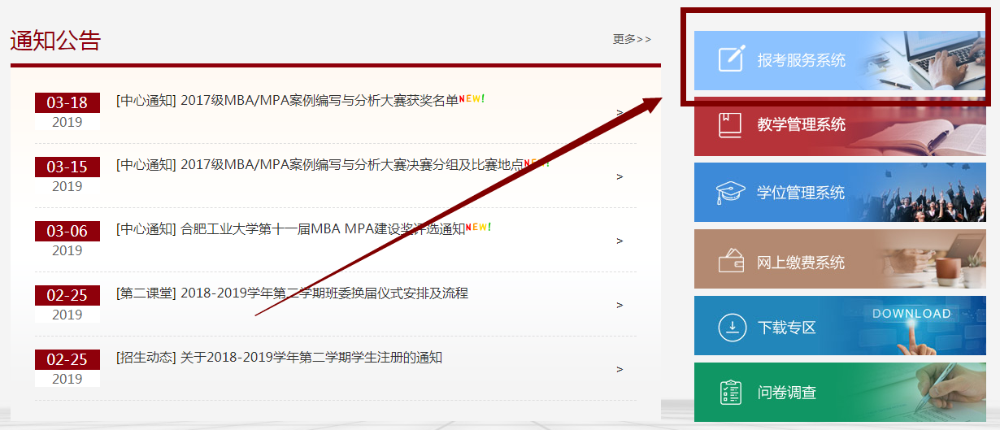 通知公告
更多>>
03-18
2019
[中心通知] 2017级MBA/MPA案例编写与分析大赛获奖名单NEW!
>
03-15
2019
[中心通知] 2017级MBA/MPA案例编写与分析大赛决赛分组及比赛地点NEW!
>
03-06
2019
[中心通知] 合肥工业大学第十一届MBA MPA建设奖评选通知NEW!
>
02-25
2019
[第二课堂] 2018-2019学年第二学期班委换届仪式安排及流程
>
02-25
2019
[招生动态] 关于2018-2019学年第二学期学生注册的通知
>
报考服务系统
教学管理系统
学位管理系统
网上缴费系统
下载专区
DOWNLOAD
问卷调查